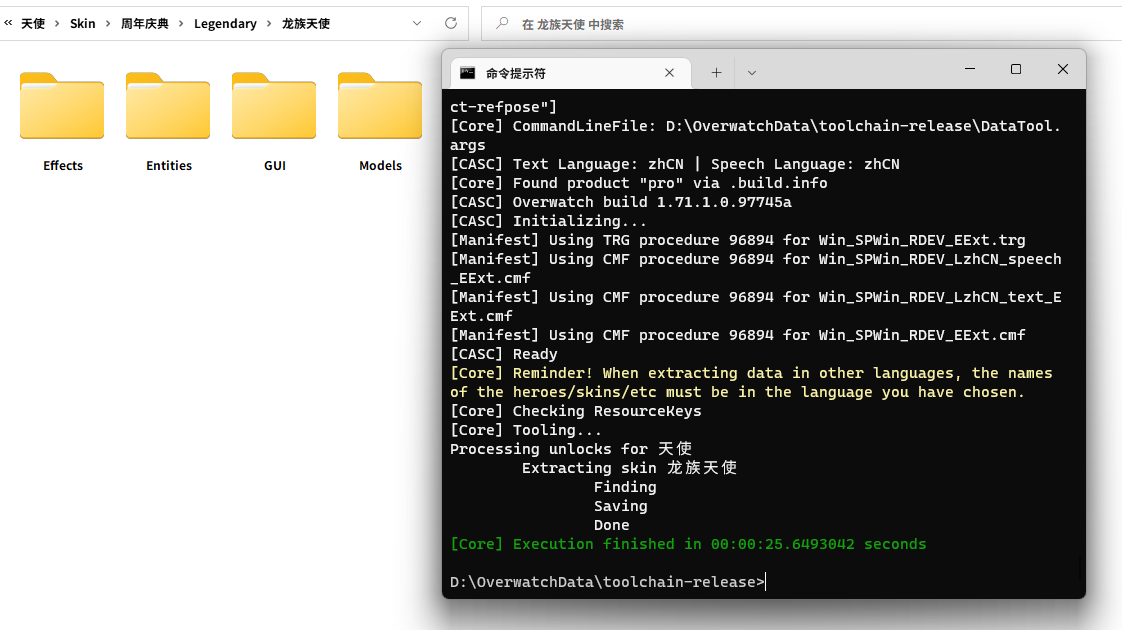 « 天使 > Skin > 周年庆典 > Legendary > 龙族天使
在 龙族天使 中搜索
Effects
Entities
GUI
Models
命令提示符
ct-refpose"]
[Core] CommandLineFile: D:\OverwatchData\toolchain-release\DataTool.
args
[CASC] Text Language: zhCN | Speech Language: zhCN
[Core] Found product "pro" via .build.info
[CASC] Overwatch build 1.71.1.0.97745a
[CASC] Initializing...
[Manifest] Using TRG procedure 96894 for Win_SPWin_RDEV_EExt.trg
[Manifest] Using CMF procedure 96894 for Win_SPWin_RDEV_LzhCN_speech
_EExt.cmf
[Manifest] Using CMF procedure 96894 for Win_SPWin_RDEV_LzhCN_text_E
Ext.cmf
[Manifest] Using CMF procedure 96894 for Win_SPWin_RDEV_EExt.cmf
[CASC] Ready
[Core] Reminder! When extracting data in other languages, the names
of the heroes/skins/etc must be in the language you have chosen.
[Core] Checking ResourceKeys
[Core] Tooling...
Processing unlocks for 天使
Extracting skin 龙族天使
Finding
Saving
Done
[Core] Execution finished in 00:00:25.6493042 seconds
D:\OverwatchData\toolchain-release>